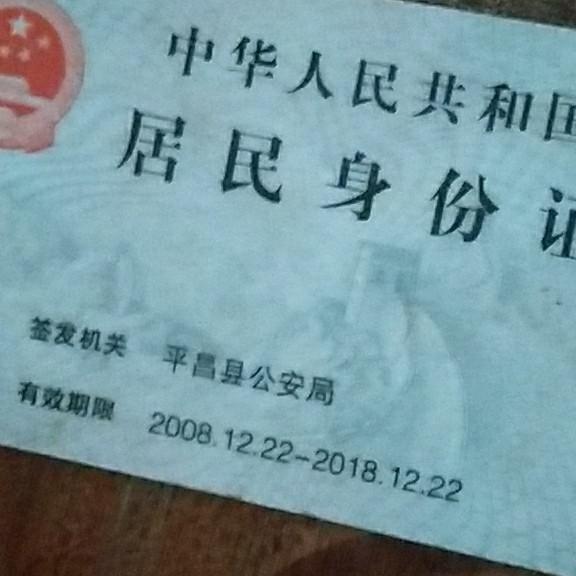 中华人民共和国
居民身份证
签发机关 平昌县公安局
有效期限 2008.12.22-2018.12.22